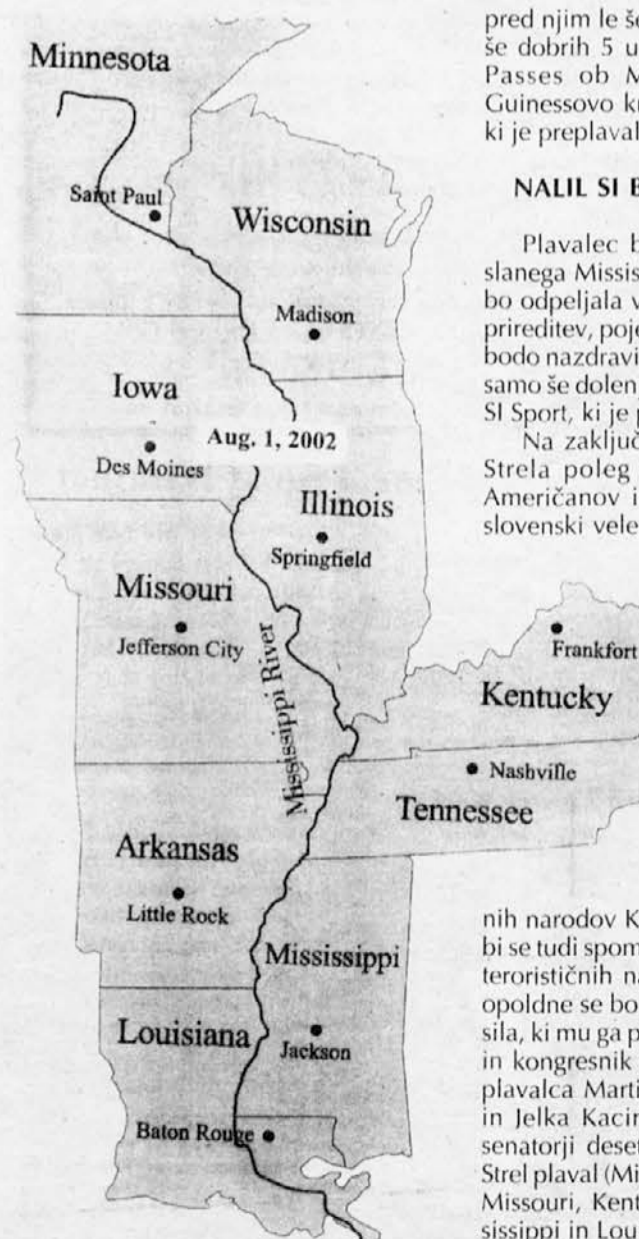 Minnesota
Saint Paul
Wisconsin
Madison
Iowa
Aug. 1, 2002
Des Moines
Illinois
Springfield
Missouri
Jefferson City
Mississippi River
Frankfort
Kentucky
Nashville
Tennessee
Arkansas
Little Rock
Mississippi
Louisiana
Jackson
Baton Rouge
pred njim le še
še dobrih 5 u
Passes ob M
Guinessovo kr
ki je preplaval
NALIL SI B
Plavalec b
slanega Missis
bo odpeljala v
prireditev, poje
bodo nazdravi
samo še dolen
SI Sport, ki je p
Na zaključ
Strela poleg
Američanov i
slovenski vele
nih narodov K
bi se tudi spom
terorističnih na
opoldne se bo
sila, ki mu ga p
in kongresnik
plavalca Marti
in Jelka Kacir
senatorji deset
Strel plaval (Mi
Missouri, Kent
sissippi in Lou